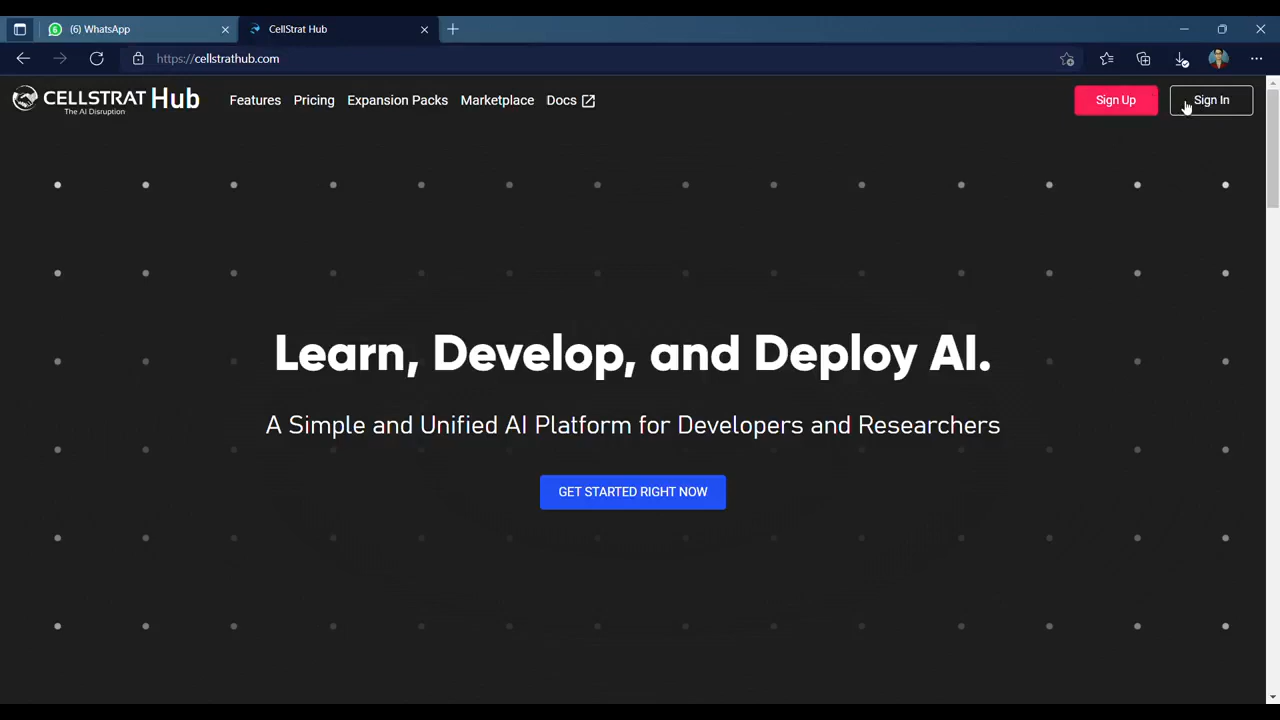 (6) WhatsApp
CellStrat Hub
https://cellstrathub.com
CELLSTRAT Hub
The AI Disruption
Features
Pricing
Expansion Packs
Marketplace
Docs
Sign Up
Sign In
Learn, Develop, and Deploy AI.
A Simple and Unified AI Platform for Developers and Researchers
GET STARTED RIGHT NOW